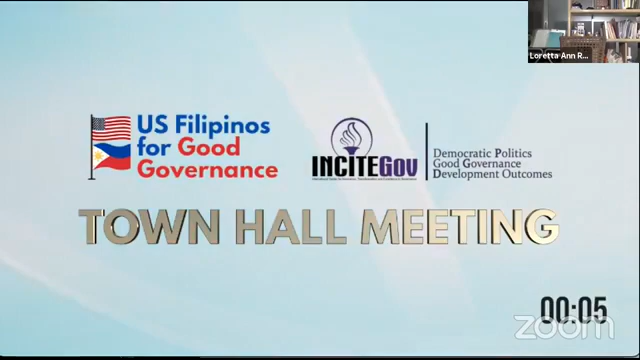 Loretta Ann R...
US Filipinos
for Good
Governance
INCITEGov
Democratic Politics
Good Governance
Development Outcomes
TOWN HALL MEETING
00:05
zoom